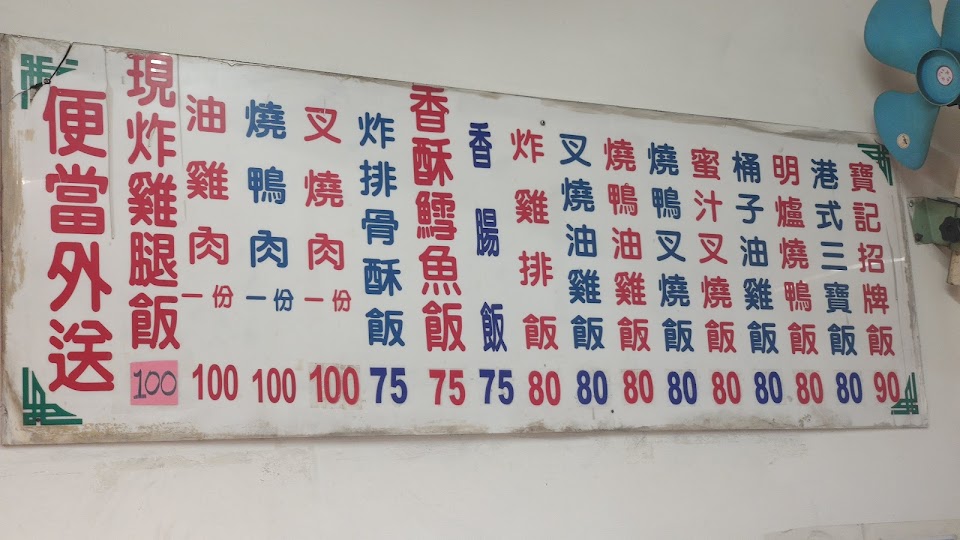 寶記招牌飯 90
港式三寶飯 80
明爐燒鴨飯 80
桶子油雞飯 80
蜜汁叉燒飯 80
燒鴨叉燒飯 80
燒鴨油雞飯 80
叉燒油雞飯 80
炸雞排飯 80
香腸飯 75
香酥鱈魚飯 75
炸排骨酥飯 75
叉燒肉一份 100
燒鴨肉一份 100
油雞肉一份 100
現炸雞腿飯 100
便當外送